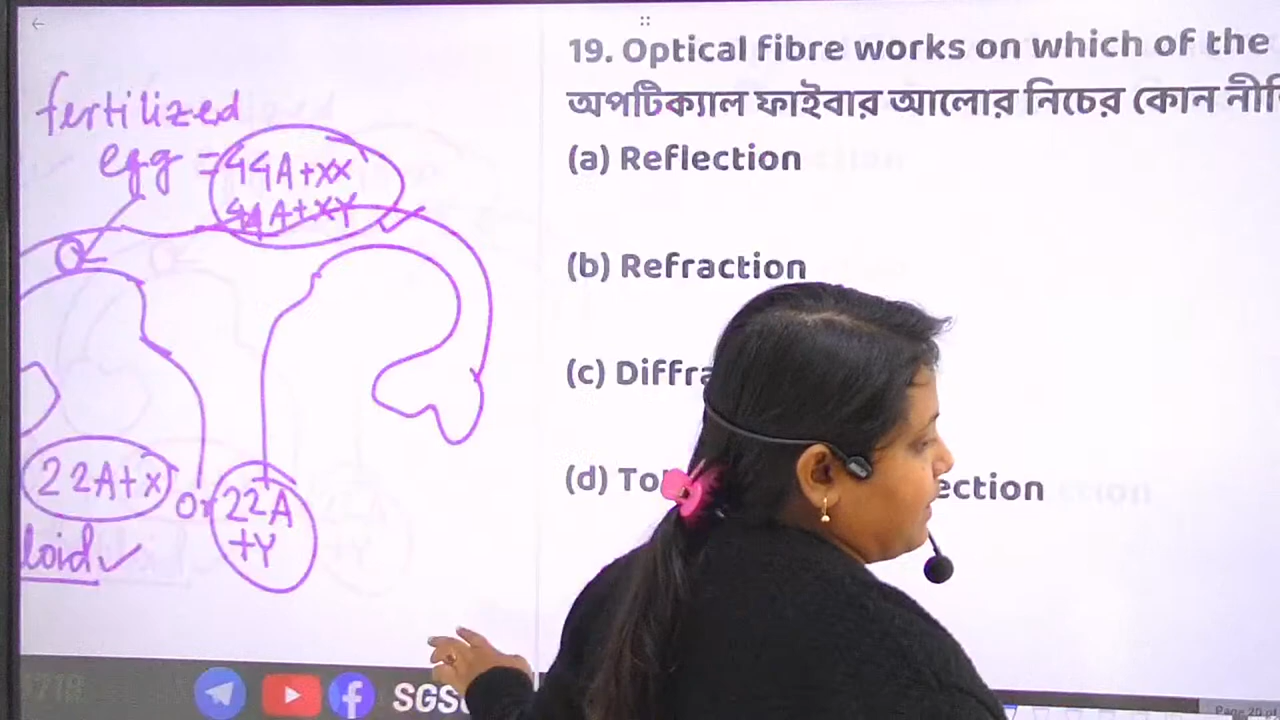 fertilized
egg = 44A+XX
44A+XY
22A+X
or 22A
+Y
loid
19. Optical fibre works on which of the
অপটিক্যাল ফাইবার আলোর নিচের কোন
(a) Reflection
(b) Refraction
(c) Diffra
(d) To ection
SGS